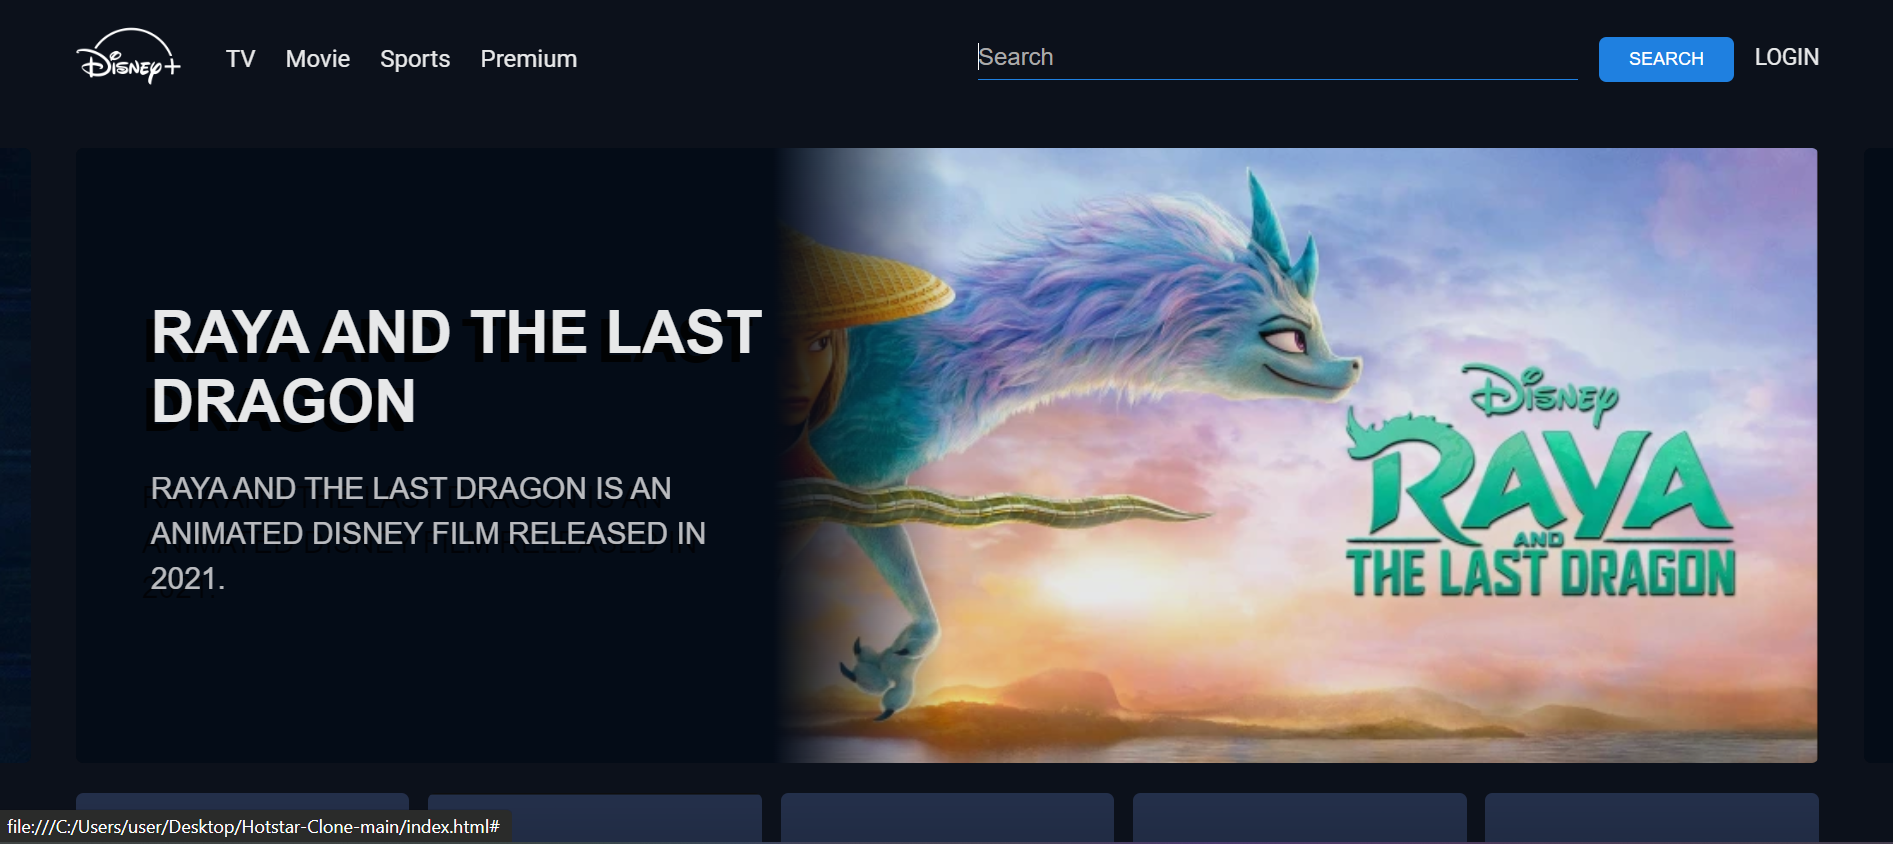 Disney+
TV Movie Sports Premium
Search
SEARCH
LOGIN
RAYA AND THE LAST
DRAGON
RAYA AND THE LAST DRAGON IS AN
ANIMATED DISNEY FILM RELEASED IN
2021.
Disney
RAYA
AND
THE LAST DRAGON
file:///C:/Users/user/Desktop/Hotstar-Clone-main/index.html#